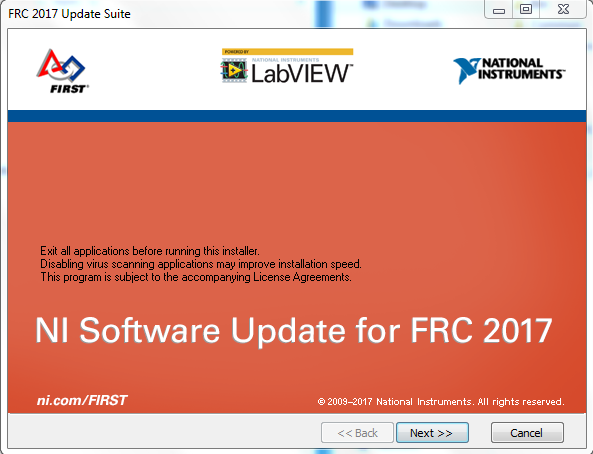 FRC 2017 Update Suite
FIRST®
POWERED BY
NATIONAL INSTRUMENTS
LabVIEW™
NATIONAL
INSTRUMENTS™
Exit all applications before running this installer.
Disabling virus scanning applications may improve installation speed.
This program is subject to the accompanying License Agreements.
NI Software Update for FRC 2017
ni.com/FIRST
© 2009–2017 National Instruments. All rights reserved.
<< Back
Next >>
Cancel